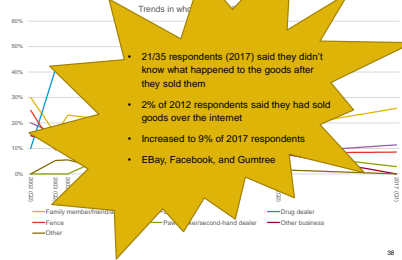 Trends in who
60%
50%
40%
30%
20%
10%
0%
• 21/35 respondents (2017) said they didn't
know what happened to the goods after
they sold them
• 2% of 2012 respondents said they had sold
goods over the internet
• Increased to 9% of 2017 respondents
• EBay, Facebook, and Gumtree
Family member/friend/
Drug dealer
Fence
/second-hand dealer
Other business
Other
38